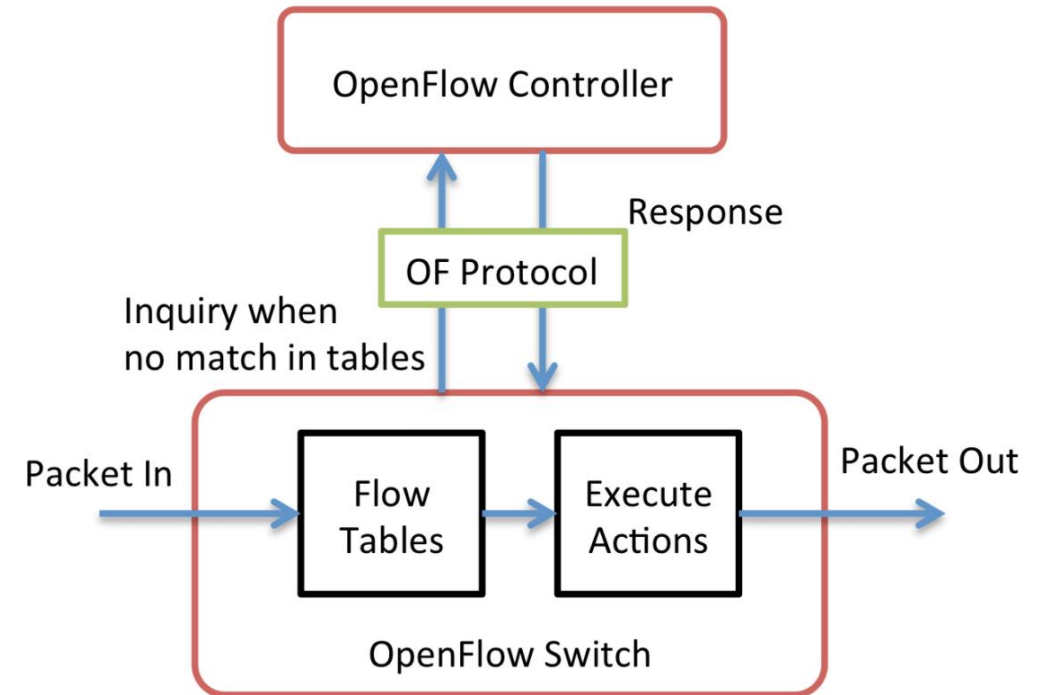 OpenFlow Controller
Response
OF Protocol
Inquiry when
no match in tables
Packet In
Flow
Tables
Execute
Actions
Packet Out
OpenFlow Switch